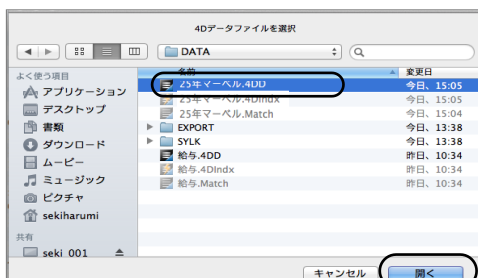 4Dデータファイルを選択
DATA
よく使う項目
アプリケーション
デスクトップ
書類
ダウンロード
ムービー
ミュージック
ピクチャ
sekiharumi
共有
seki 001
名前 変更日
25年マーベル.4DD 今日、15:05
25年マーベル.4DIndx 今日、15:05
25年マーベル.Match 今日、15:04
EXPORT 今日、13:38
SYLK 今日、13:38
給与.4DD 昨日、10:34
給与.4DIndx 昨日、10:34
給与.Match 昨日、10:34
キャンセル 開く